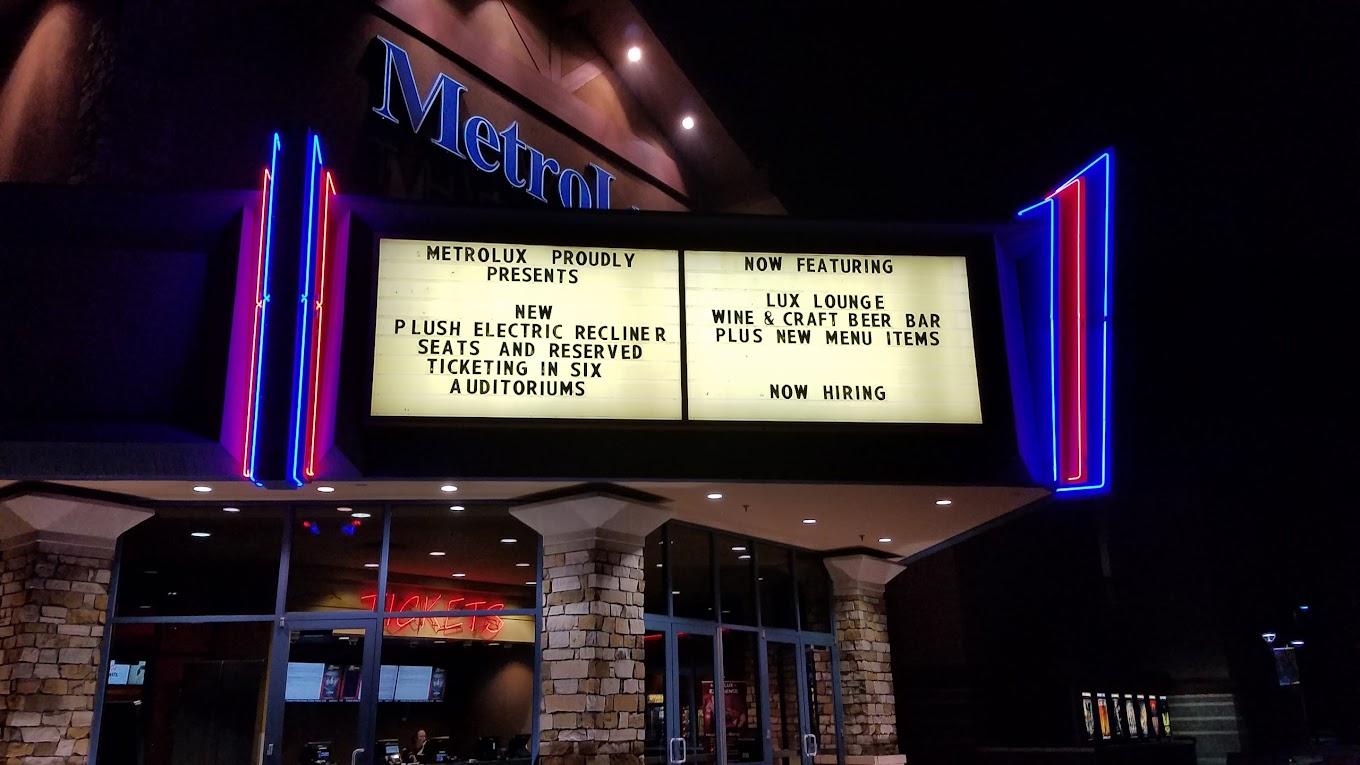 MetroL
METROLUX PROUDLY
PRESENTS
NEW
PLUSH ELECTRIC RECLINER
SEATS AND RESERVED
TICKETING IN SIX
AUDITORIUMS
NOW FEATURING
LUX LOUNGE
WINE & CRAFT BEER BAR
PLUS NEW MENU ITEMS
NOW HIRING
TICKETS